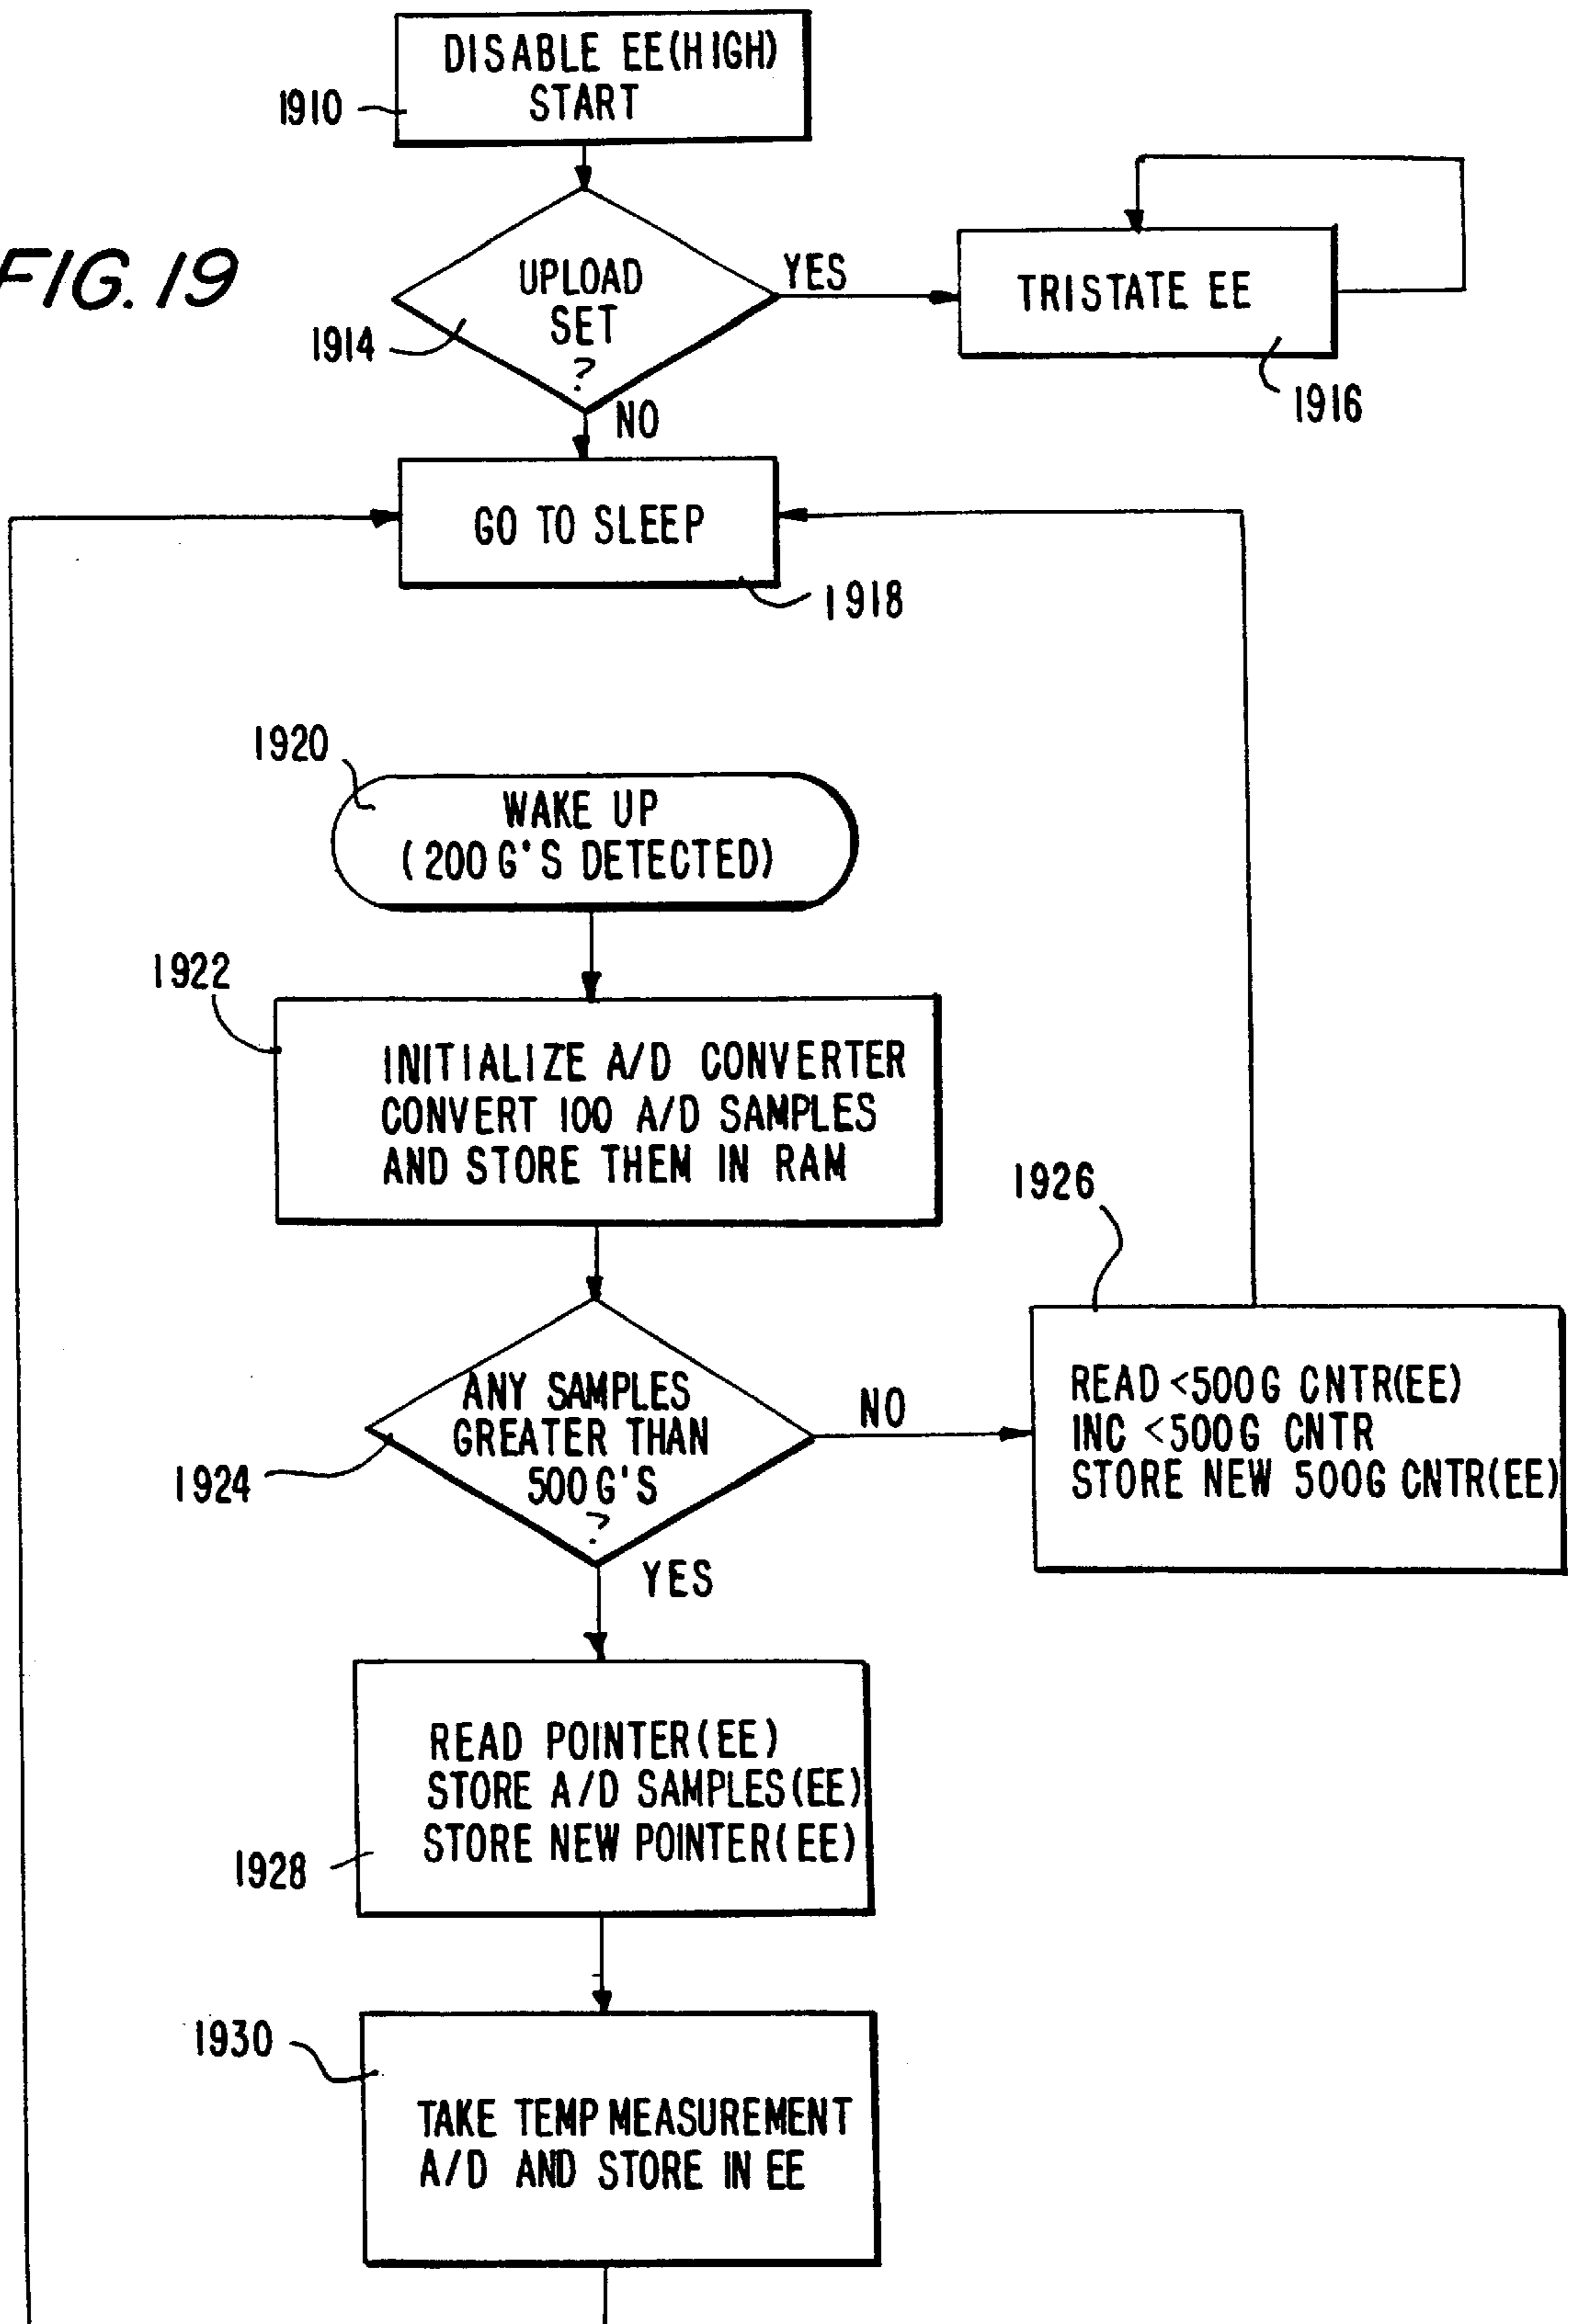 DISABLE EE(HIGH)
START
1910
FIG. 19
UPLOAD
SET
?
YES
1914
TRISTATE EE
1916
NO
GO TO SLEEP
1918
1920
WAKE UP
(200 G'S DETECTED)
1922
INITIALIZE A/D CONVERTER
CONVERT 100 A/D SAMPLES
AND STORE THEM IN RAM
1926
ANY SAMPLES
GREATER THAN
500 G'S
?
NO
1924
READ <500G CNTR(EE)
INC <500G CNTR
STORE NEW 500G CNTR(EE)
YES
READ POINTER(EE)
STORE A/D SAMPLES(EE)
STORE NEW POINTER(EE)
1928
1930
TAKE TEMP MEASUREMENT
A/D AND STORE IN EE